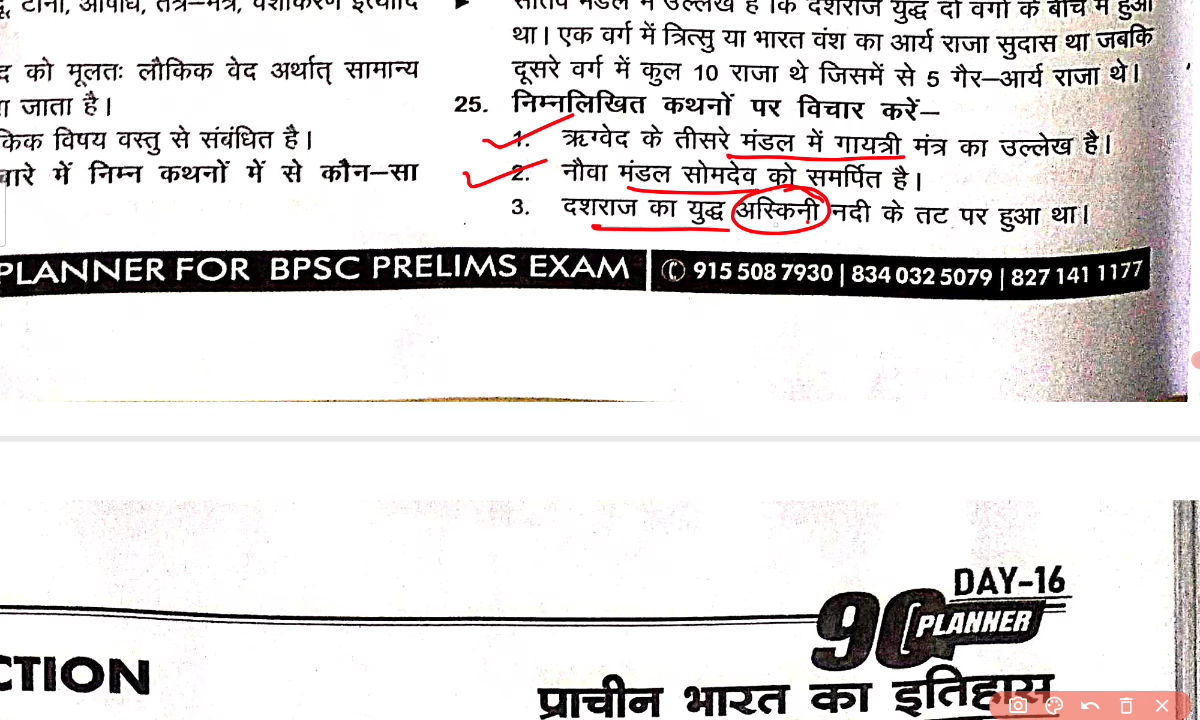 टोना, औषधि, तंत्र–मंत्र, वशीकरण इत्यादि
द को मूलतः लौकिक वेद अर्थात् सामान्य
जाता है।
किक विषय वस्तु से संबंधित है।
बारे में निम्न कथनों में से कौन–सा
सातवें मंडल में उल्लेख है कि दशराज युद्ध दो वर्गों के बीच में हुआ
था। एक वर्ग में त्रित्सु या भारत वंश का आर्य राजा सुदास था जबकि
दूसरे वर्ग में कुल 10 राजा थे जिसमें से 5 गैर–आर्य राजा थे।
25. निम्नलिखित कथनों पर विचार करें–
1. ऋग्वेद के तीसरे मंडल में गायत्री मंत्र का उल्लेख है।
2. नौवा मंडल सोमदेव को समर्पित है।
3. दशराज का युद्ध अस्किनी नदी के तट पर हुआ था।
PLANNER FOR BPSC PRELIMS EXAM
915 508 7930 | 834 032 5079 | 827 141 1177
DAY-16
90 PLANNER
CTION
प्राचीन भारत का इतिहास